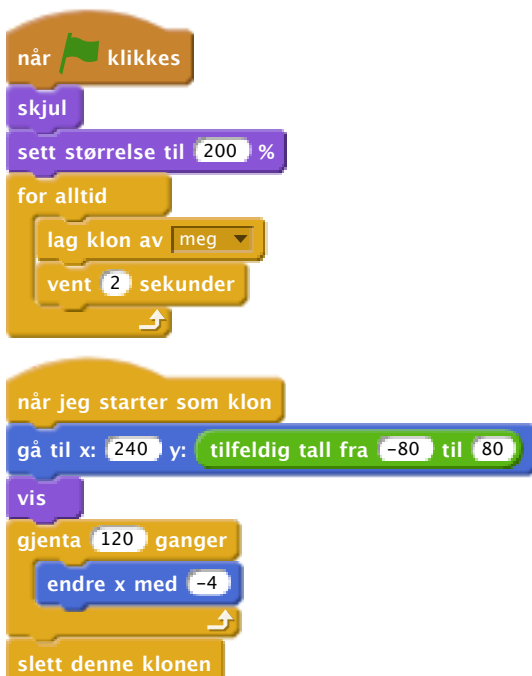 når klikkes
skjul
sett størrelse til 200 %
for alltid
lag klon av meg
vent 2 sekunder
når jeg starter som klon
gå til x: 240 y: tilfeldig tall fra -80 til 80
vis
gjenta 120 ganger
endre x med -4
slett denne klonen